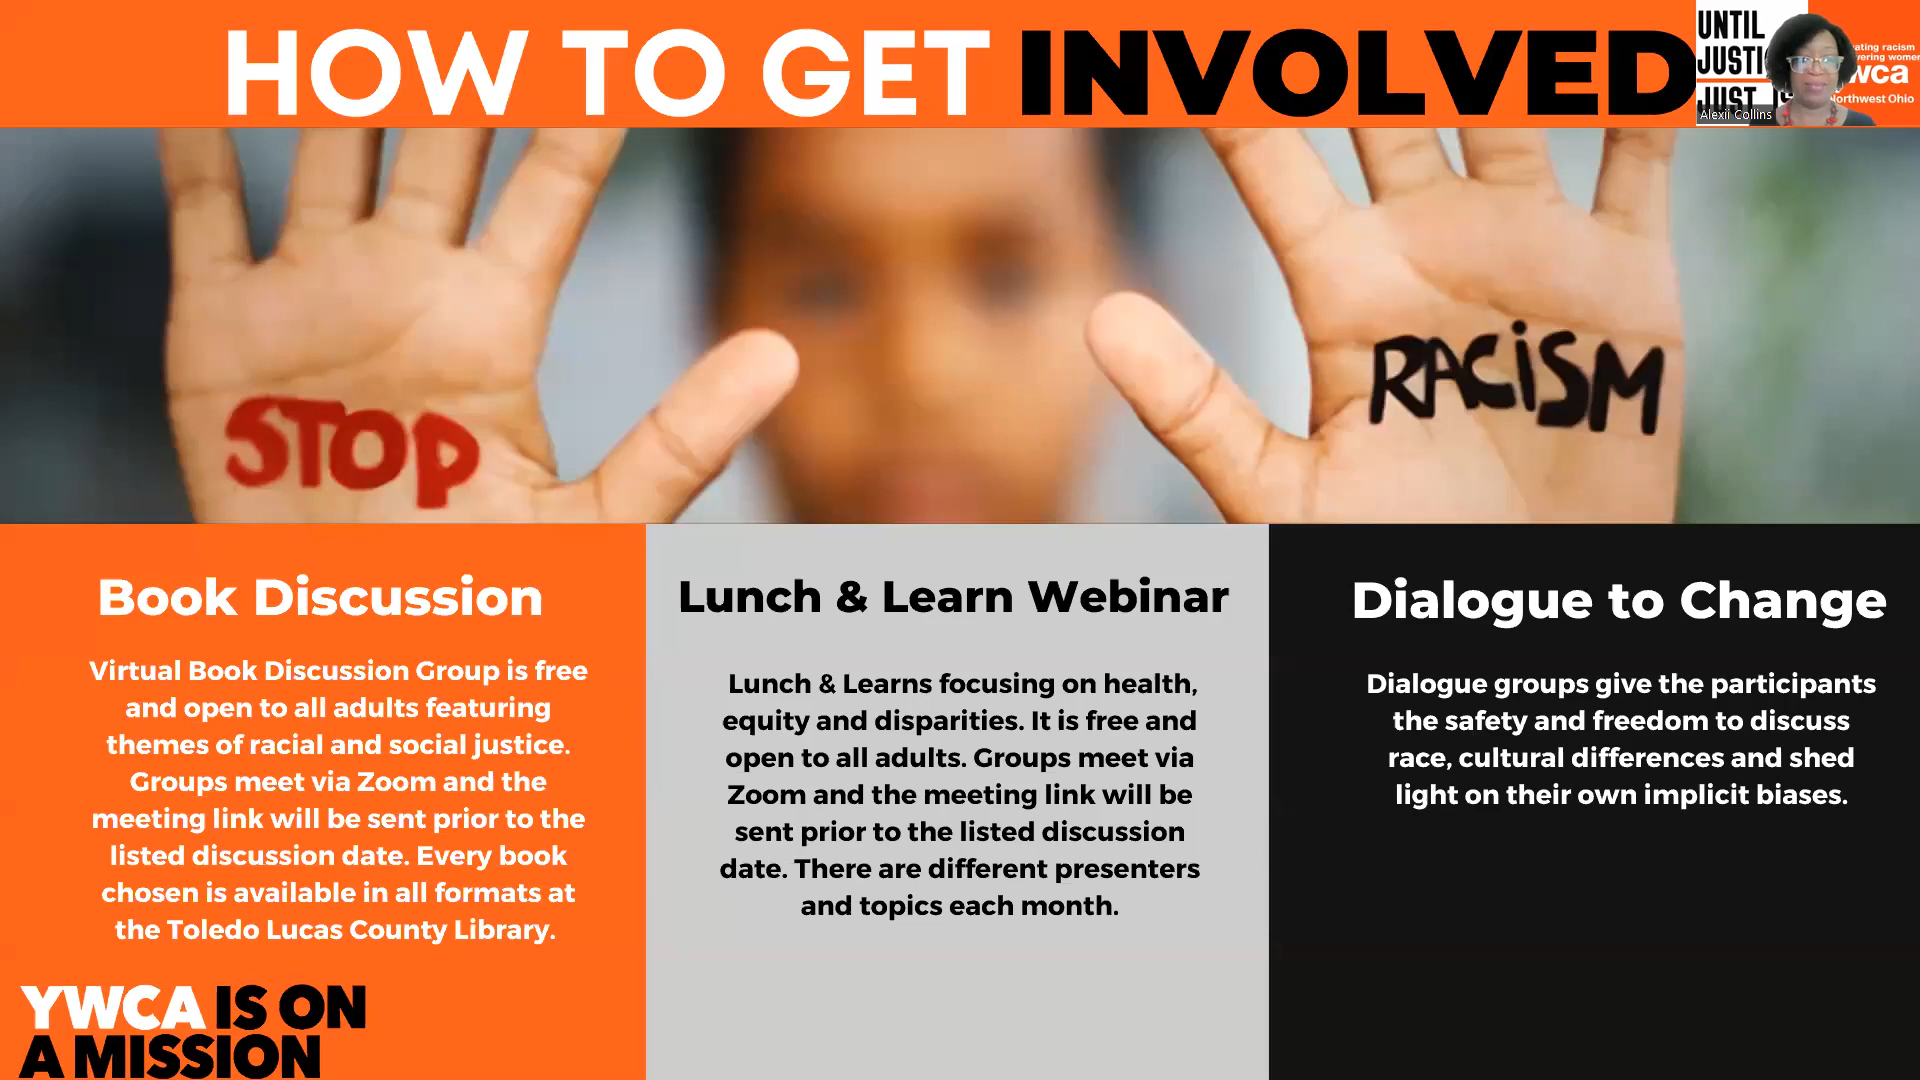 HOW TO GET INVOLVED
UNTIL
JUSTI
JUST IS
Alexii Collins
ating racism
ering women
wca
Northwest Ohio
STOP
RACiSM
Book Discussion
Virtual Book Discussion Group is free
and open to all adults featuring
themes of racial and social justice.
Groups meet via Zoom and the
meeting link will be sent prior to the
listed discussion date. Every book
chosen is available in all formats at
the Toledo Lucas County Library.
Lunch & Learn Webinar
Lunch & Learns focusing on health,
equity and disparities. It is free and
open to all adults. Groups meet via
Zoom and the meeting link will be
sent prior to the listed discussion
date. There are different presenters
and topics each month.
Dialogue to Change
Dialogue groups give the participants
the safety and freedom to discuss
race, cultural differences and shed
light on their own implicit biases.
YWCA IS ON
A MISSION